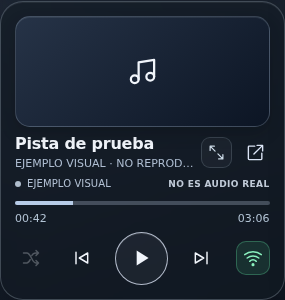 Pista de prueba
EJEMPLO VISUAL · NO REPROD...
EJEMPLO VISUAL
NO ES AUDIO REAL
00:42
03:06